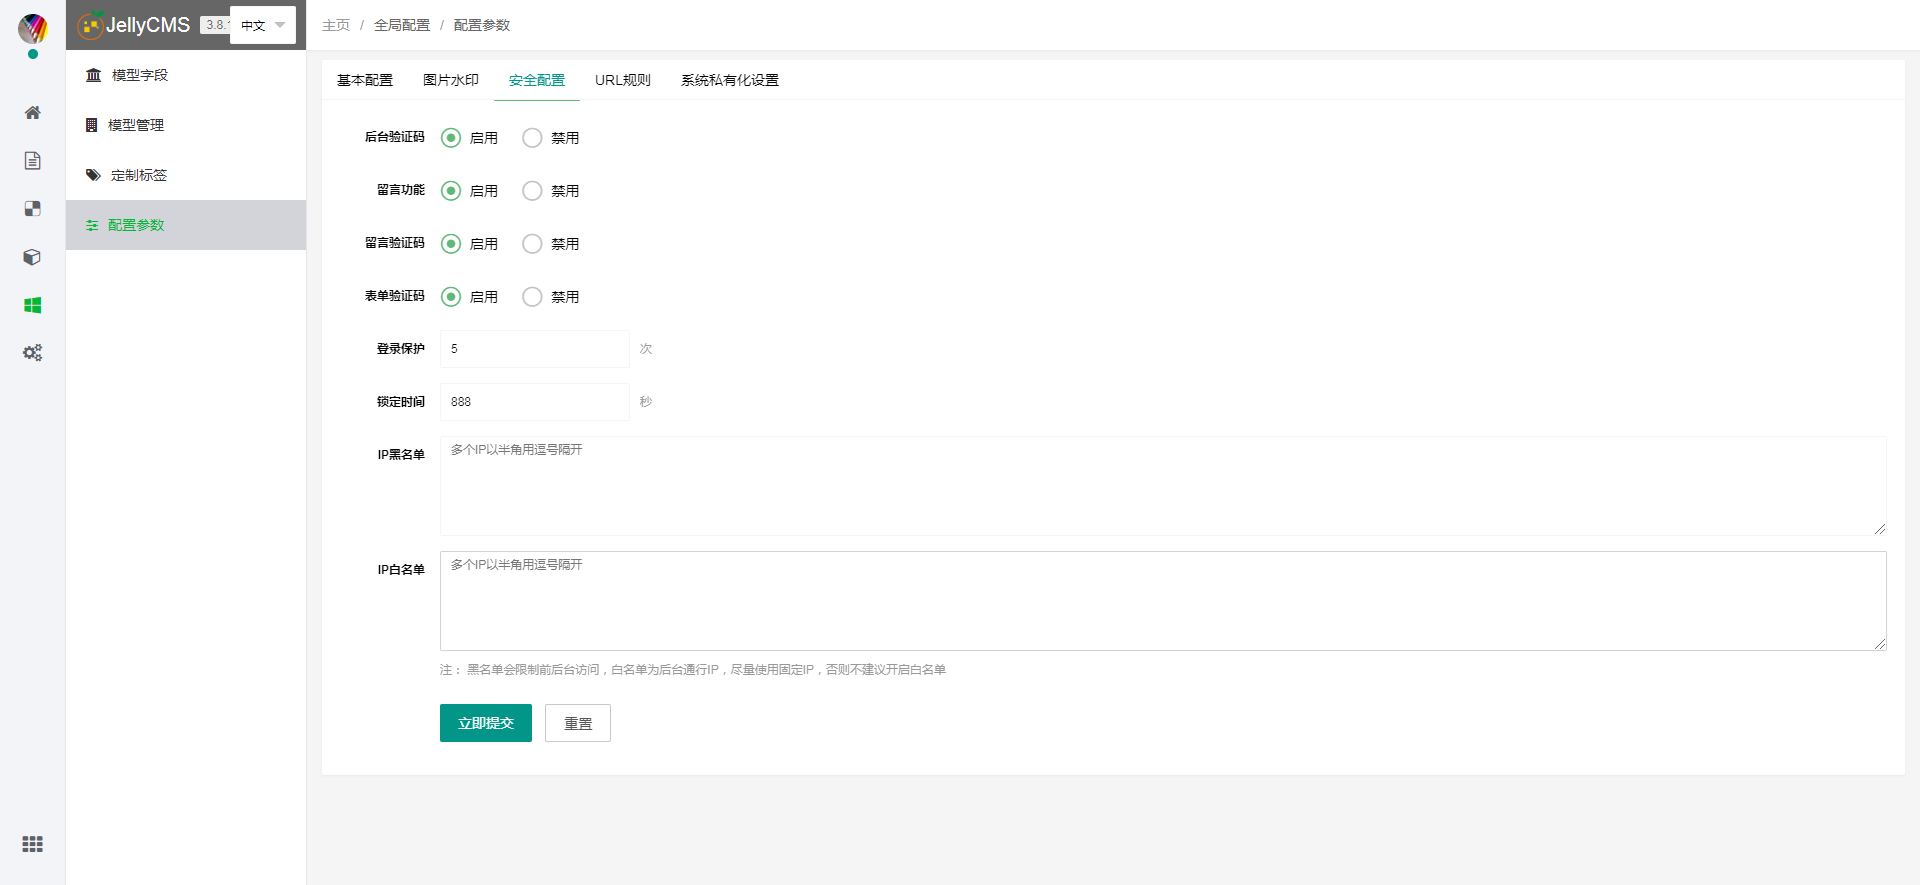 JellyCMS 3.8. 中文
主页 / 全局配置 / 配置参数
模型字段
模型管理
定制标签
配置参数
基本配置 图片水印 安全配置 URL规则 系统私有化设置
后台验证码 启用 禁用
留言功能 启用 禁用
留言验证码 启用 禁用
表单验证码 启用 禁用
登录保护 5 次
锁定时间 888 秒
IP黑名单 多个IP以半角用逗号隔开
IP白名单 多个IP以半角用逗号隔开
注： 黑名单会限制前后台访问，白名单为后台通行IP，尽量使用固定IP，否则不建议开启白名单
立即提交 重置